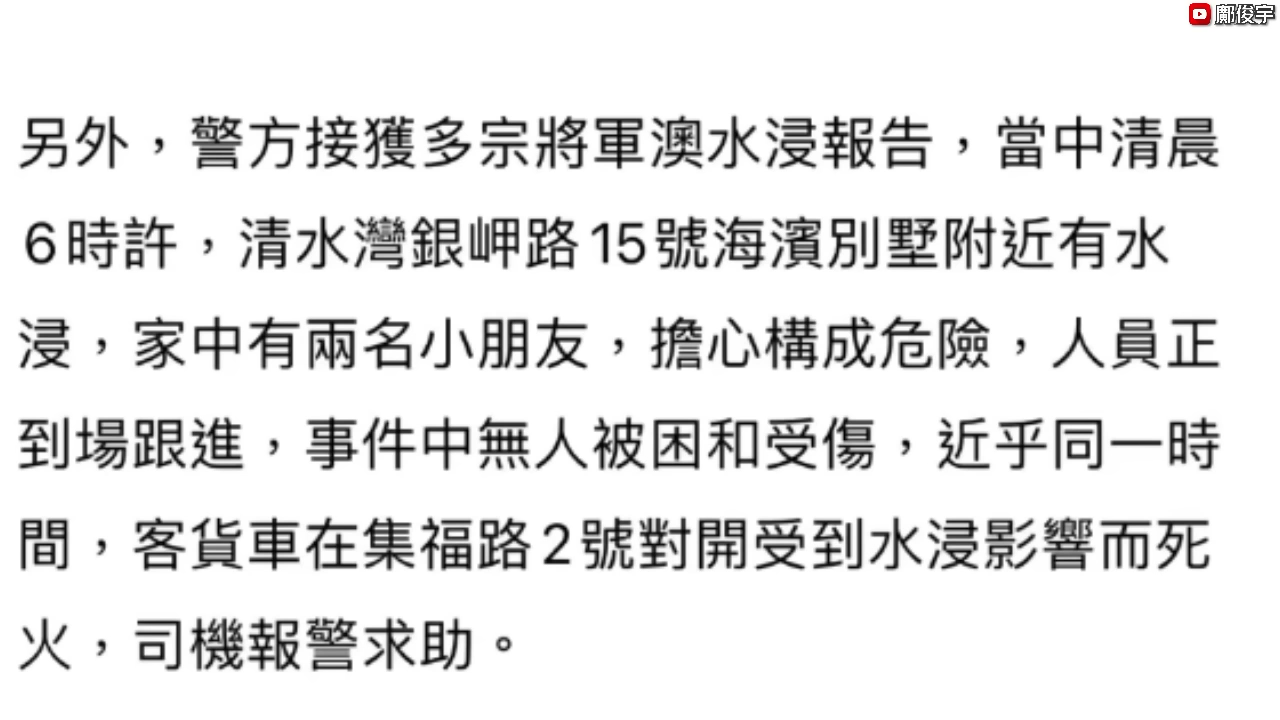 鄺俊宇
另外，警方接獲多宗將軍澳水浸報告，當中清晨
6時許，清水灣銀岬路15號海濱別墅附近有水
浸，家中有兩名小朋友，擔心構成危險，人員正
到場跟進，事件中無人被困和受傷，近乎同一時
間，客貨車在集福路2號對開受到水浸影響而死
火，司機報警求助。